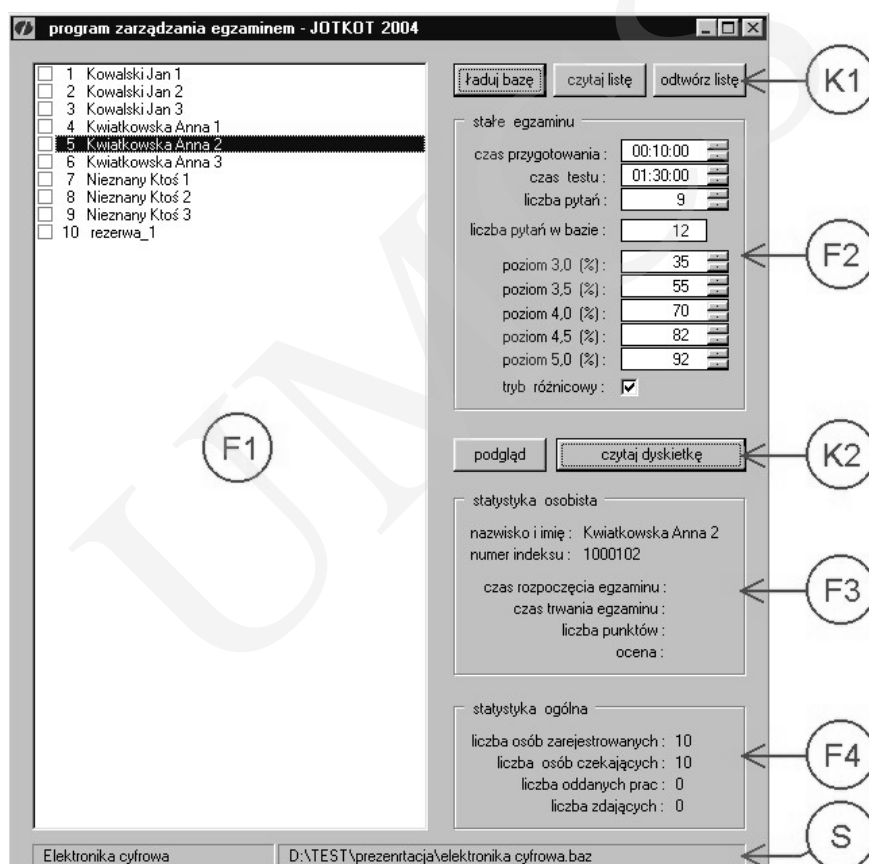 program zarządzania egzaminem - JOTKOT 2004
1 Kowalski Jan 1
2 Kowalski Jan 2
3 Kowalski Jan 3
4 Kwiatkowska Anna 1
5 Kwiatkowska Anna 2
6 Kwiatkowska Anna 3
7 Nieznany Ktoś 1
8 Nieznany Ktoś 2
9 Nieznany Ktoś 3
10 rezerwa_1
F1
ładuj bazę czytaj listę odtwórz listę
K1
stałe egzaminu
czas przygotowania : 00:10:00
czas testu : 01:30:00
liczba pytań : 9
liczba pytań w bazie : 12
poziom 3,0 (%) : 35
poziom 3,5 (%) : 55
poziom 4,0 (%) : 70
poziom 4,5 (%) : 82
poziom 5,0 (%) : 92
tryb różnicowy :
F2
podgląd czytaj dyskietkę
K2
statystyka osobista
nazwisko i imię : Kwiatkowska Anna 2
numer indeksu : 1000102
czas rozpoczęcia egzaminu :
czas trwania egzaminu :
liczba punktów :
ocena :
F3
statystyka ogólna
liczba osób zarejestrowanych : 10
liczba osób czekających : 10
liczba oddanych prac : 0
liczba zdających : 0
F4
Elektronika cyfrowa D:\TEST\prezenrtacja\elektronika cyfrowa.baz
S
UMCS